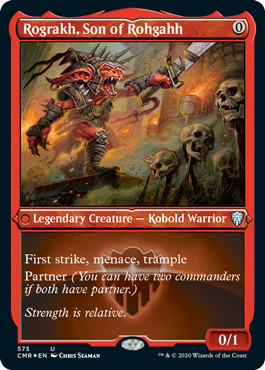 Rograkh, Son of Rohgahh 0
Legendary Creature — Kobold Warrior
First strike, menace, trample
Partner (You can have two commanders
if both have partner.)
Strength is relative.
0/1
575 U
CMR EN CHRIS SEAMAN ™ & © 2020 Wizards of the Coast